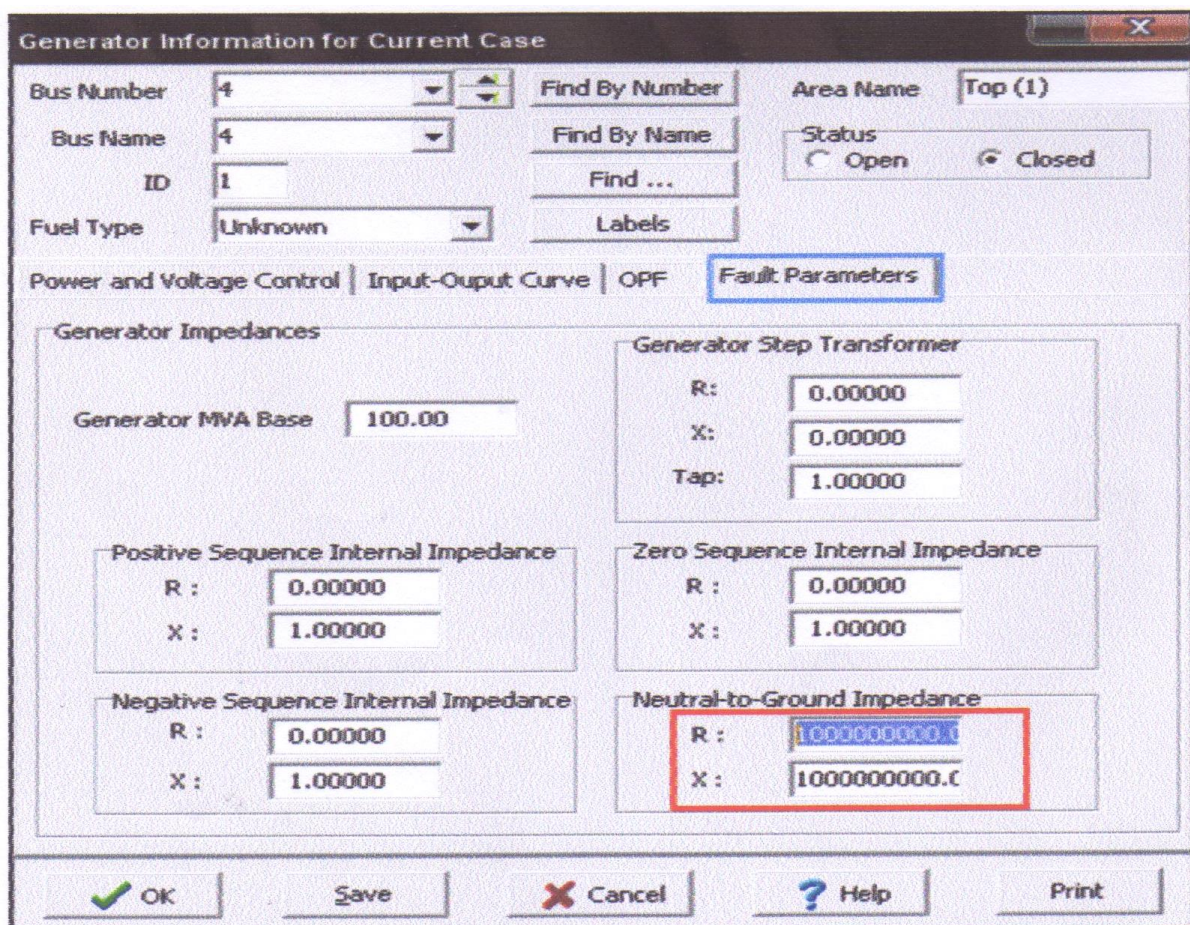 Generator Information for Current Case
Bus Number 4 Find By Number Area Name Top (1)
Bus Name 4 Find By Name Status
Open Closed
ID 1 Find ...
Fuel Type Unknown Labels
Power and Voltage Control Input-Ouput Curve OPF Fault Parameters
Generator Impedances
Generator Step Transformer
R: 0.00000
Generator MVA Base 100.00
X: 0.00000
Tap: 1.00000
Positive Sequence Internal Impedance Zero Sequence Internal Impedance
R : 0.00000 R : 0.00000
X : 1.00000 X : 1.00000
Negative Sequence Internal Impedance Neutral-to-Ground Impedance
R : 0.00000 R : 1000000000.0
X : 1.00000 X : 1000000000.0
OK Save Cancel ? Help Print